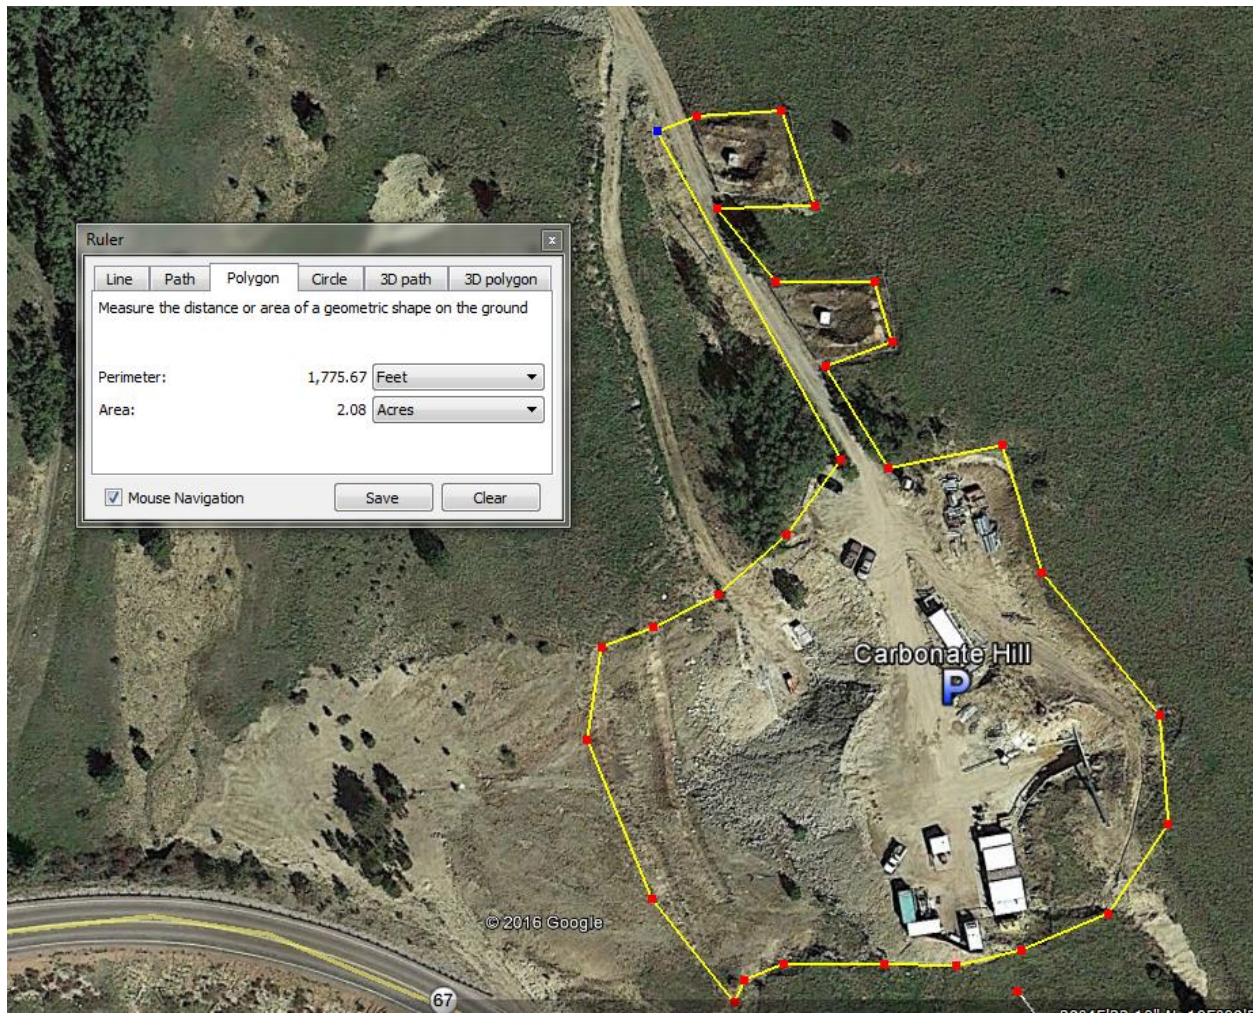 Ruler
Line Path Polygon Circle 3D path 3D polygon
Measure the distance or area of a geometric shape on the ground
Perimeter: 1,775.67 Feet
Area: 2.08 Acres
Mouse Navigation Save Clear
Carbonate Hill
P
© 2016 Google
67